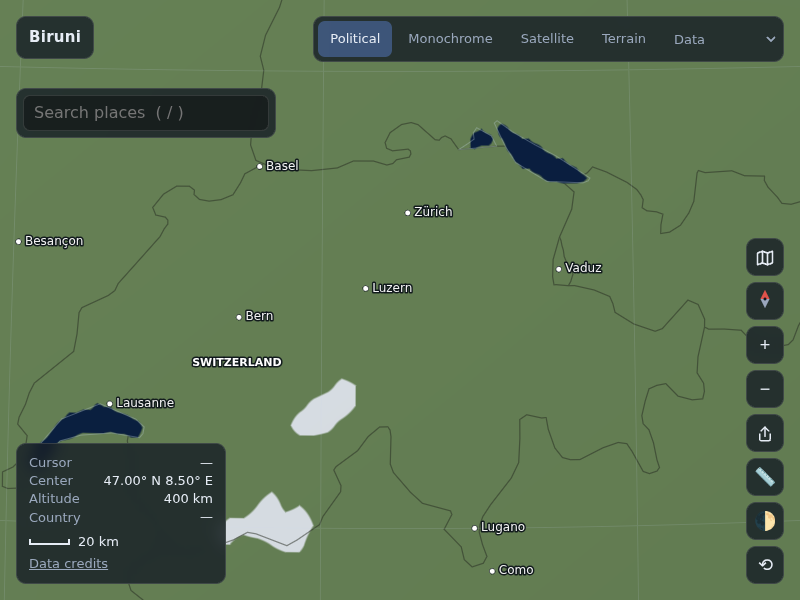 Biruni
Political Monochrome Satellite Terrain Data
Search places ( / )
Basel
Zürich
Besançon
Vaduz
Luzern
Bern
SWITZERLAND
Lausanne
Cursor —
Center 47.00° N 8.50° E
Altitude 400 km
Country —
20 km
Data credits
Lugano
Como
+
−